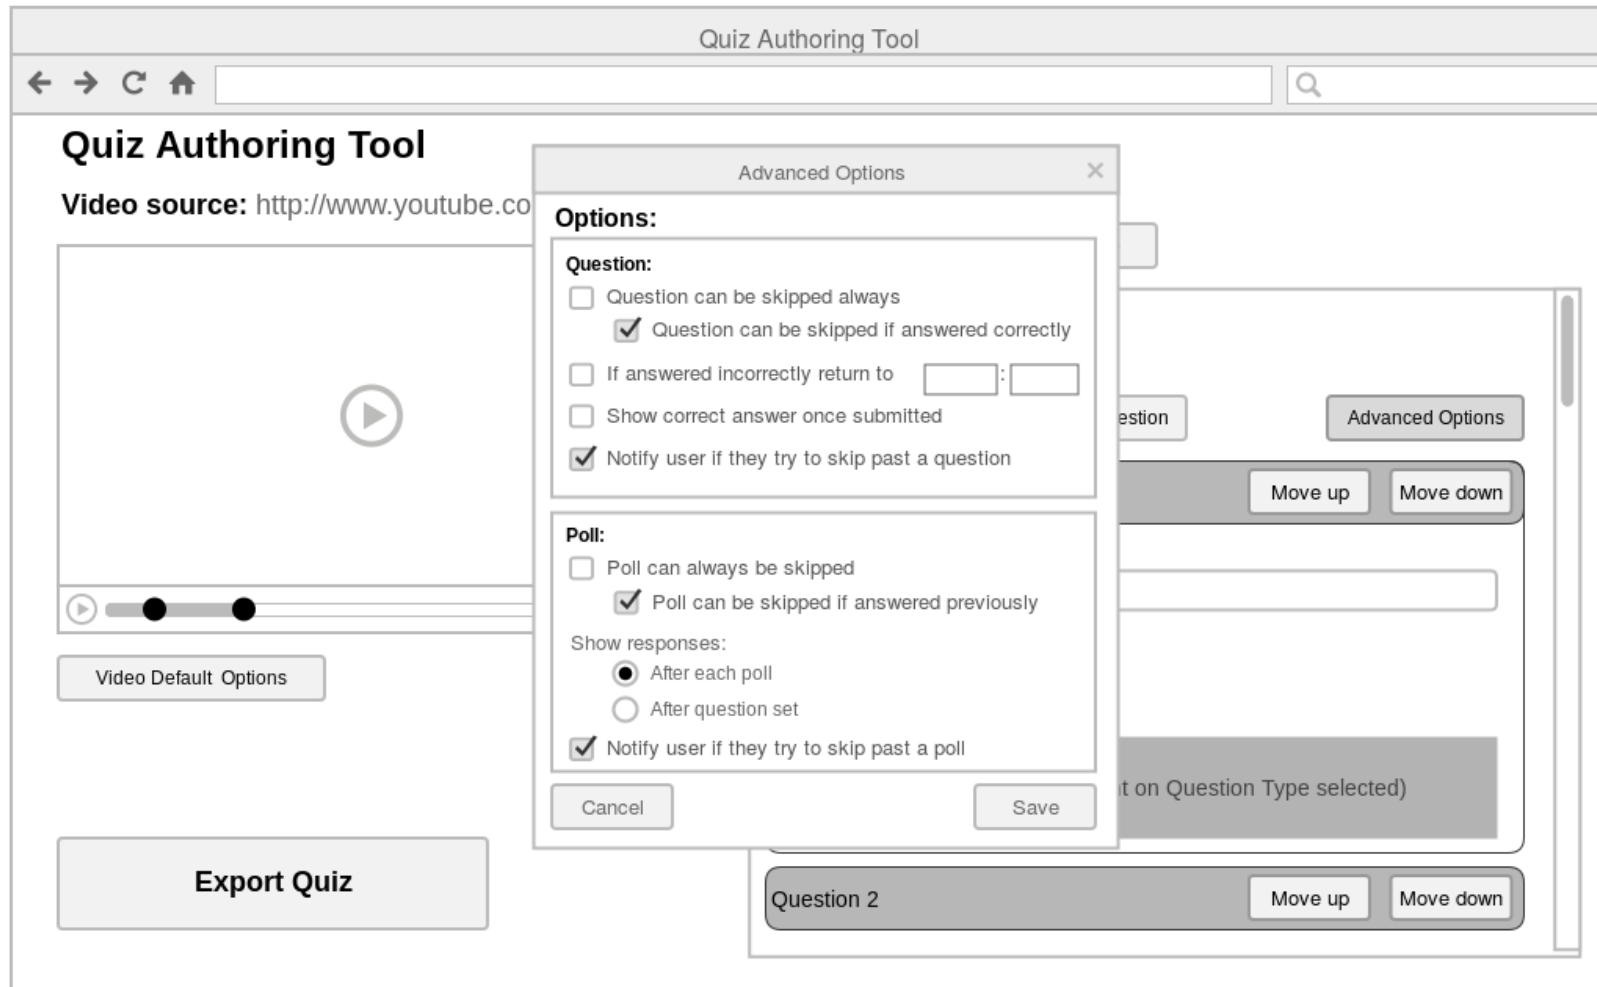 Quiz Authoring Tool
Quiz Authoring Tool
Video source: http://www.youtube.co
Video Default Options
Export Quiz
Advanced Options
Options:
Question:
Question can be skipped always
Question can be skipped if answered correctly
If answered incorrectly return to :
Show correct answer once submitted
Notify user if they try to skip past a question
Poll:
Poll can always be skipped
Poll can be skipped if answered previously
Show responses:
After each poll
After question set
Notify user if they try to skip past a poll
Cancel Save
estion Advanced Options
Move up Move down
t on Question Type selected)
Question 2 Move up Move down